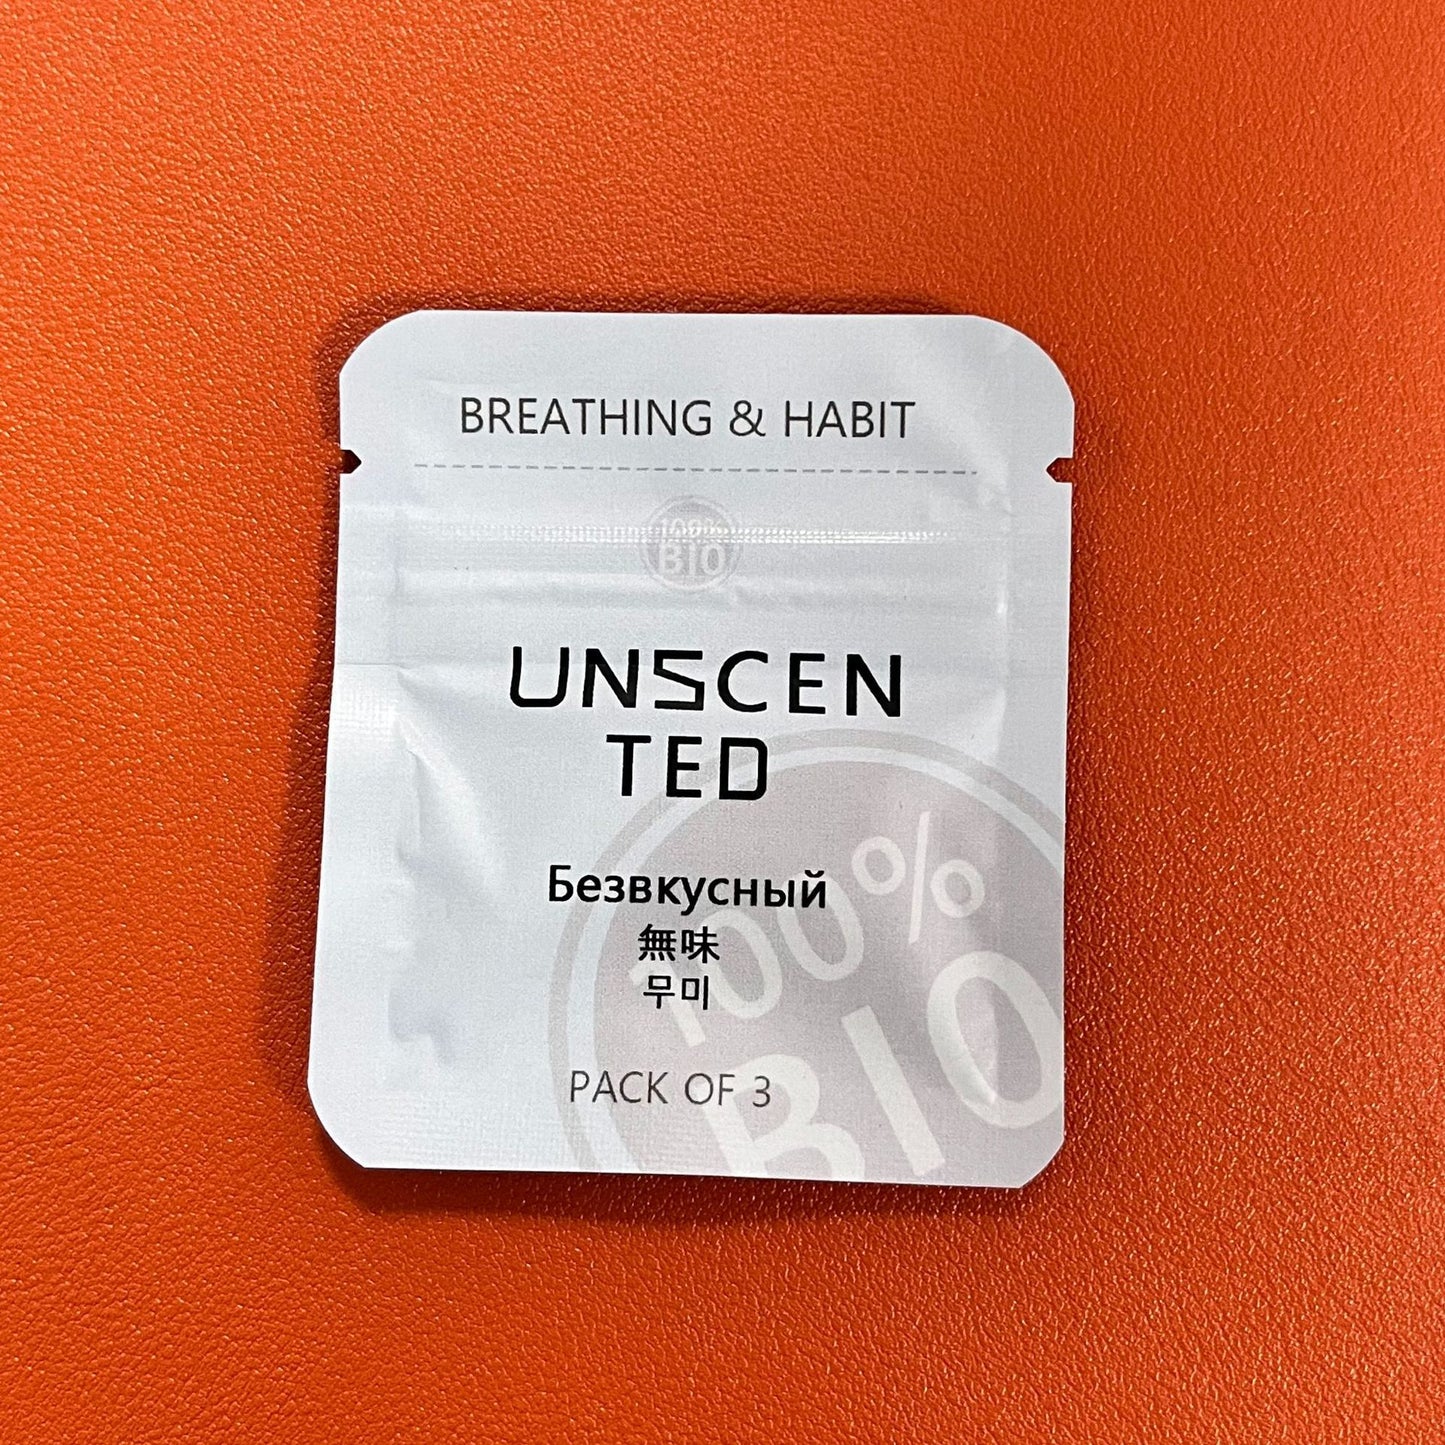 BREATHING & HABIT
100%
BIO
UNSCEN
TED
Безвкусный
無味
무미
100%
BIO
PACK OF 3